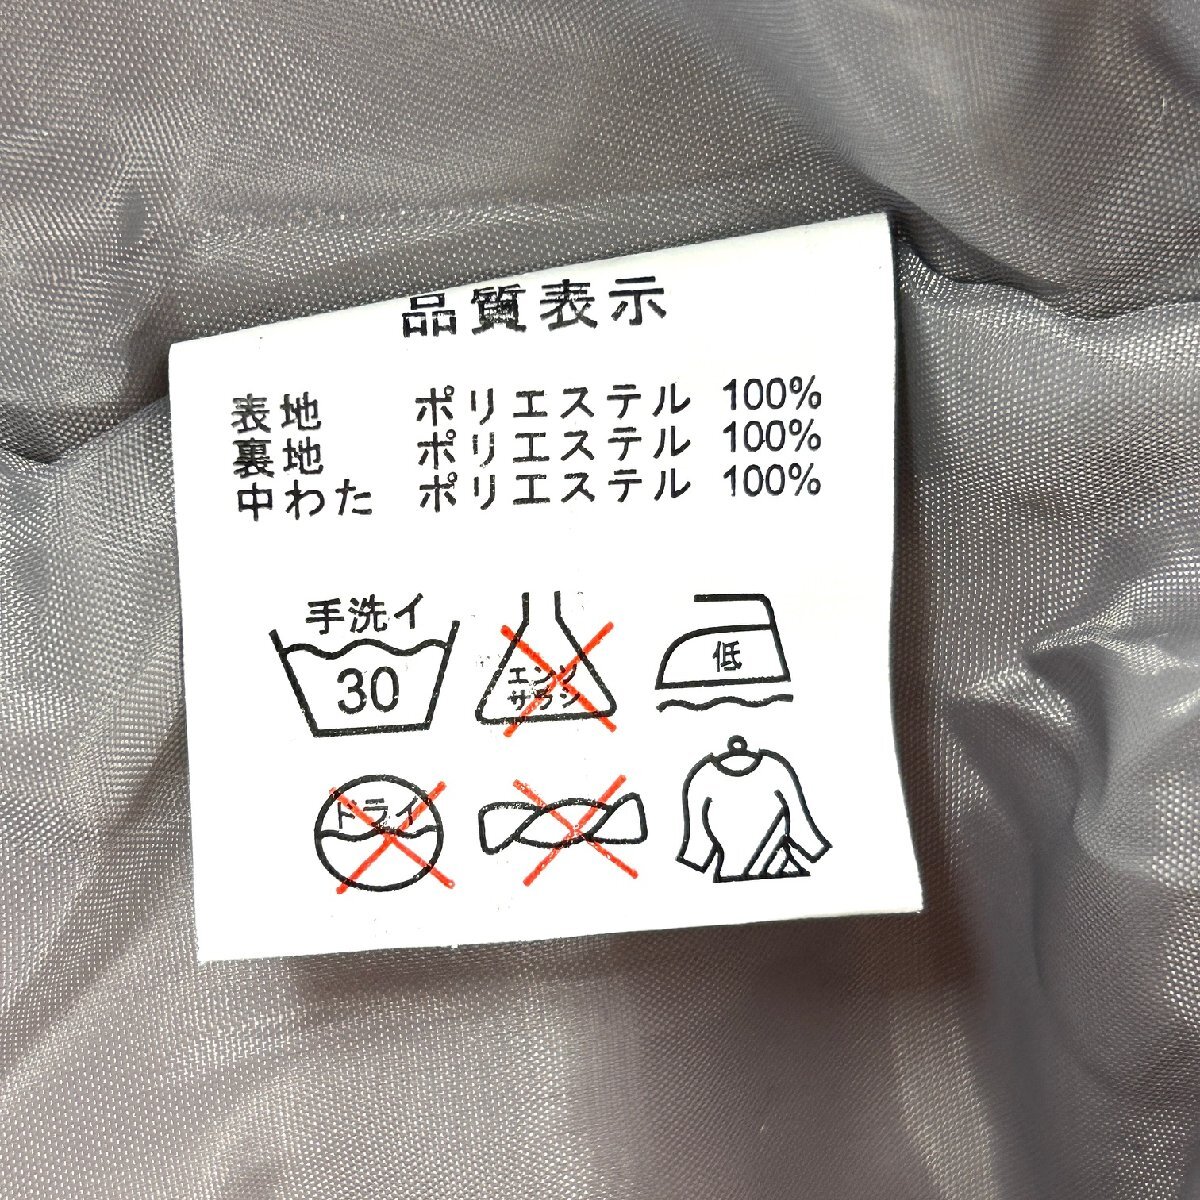 品質表示
表地 ポリエステル 100%
裏地 ポリエステル 100%
中わた ポリエステル 100%
手洗イ
30
エンソ
サラシ
低
ドライ